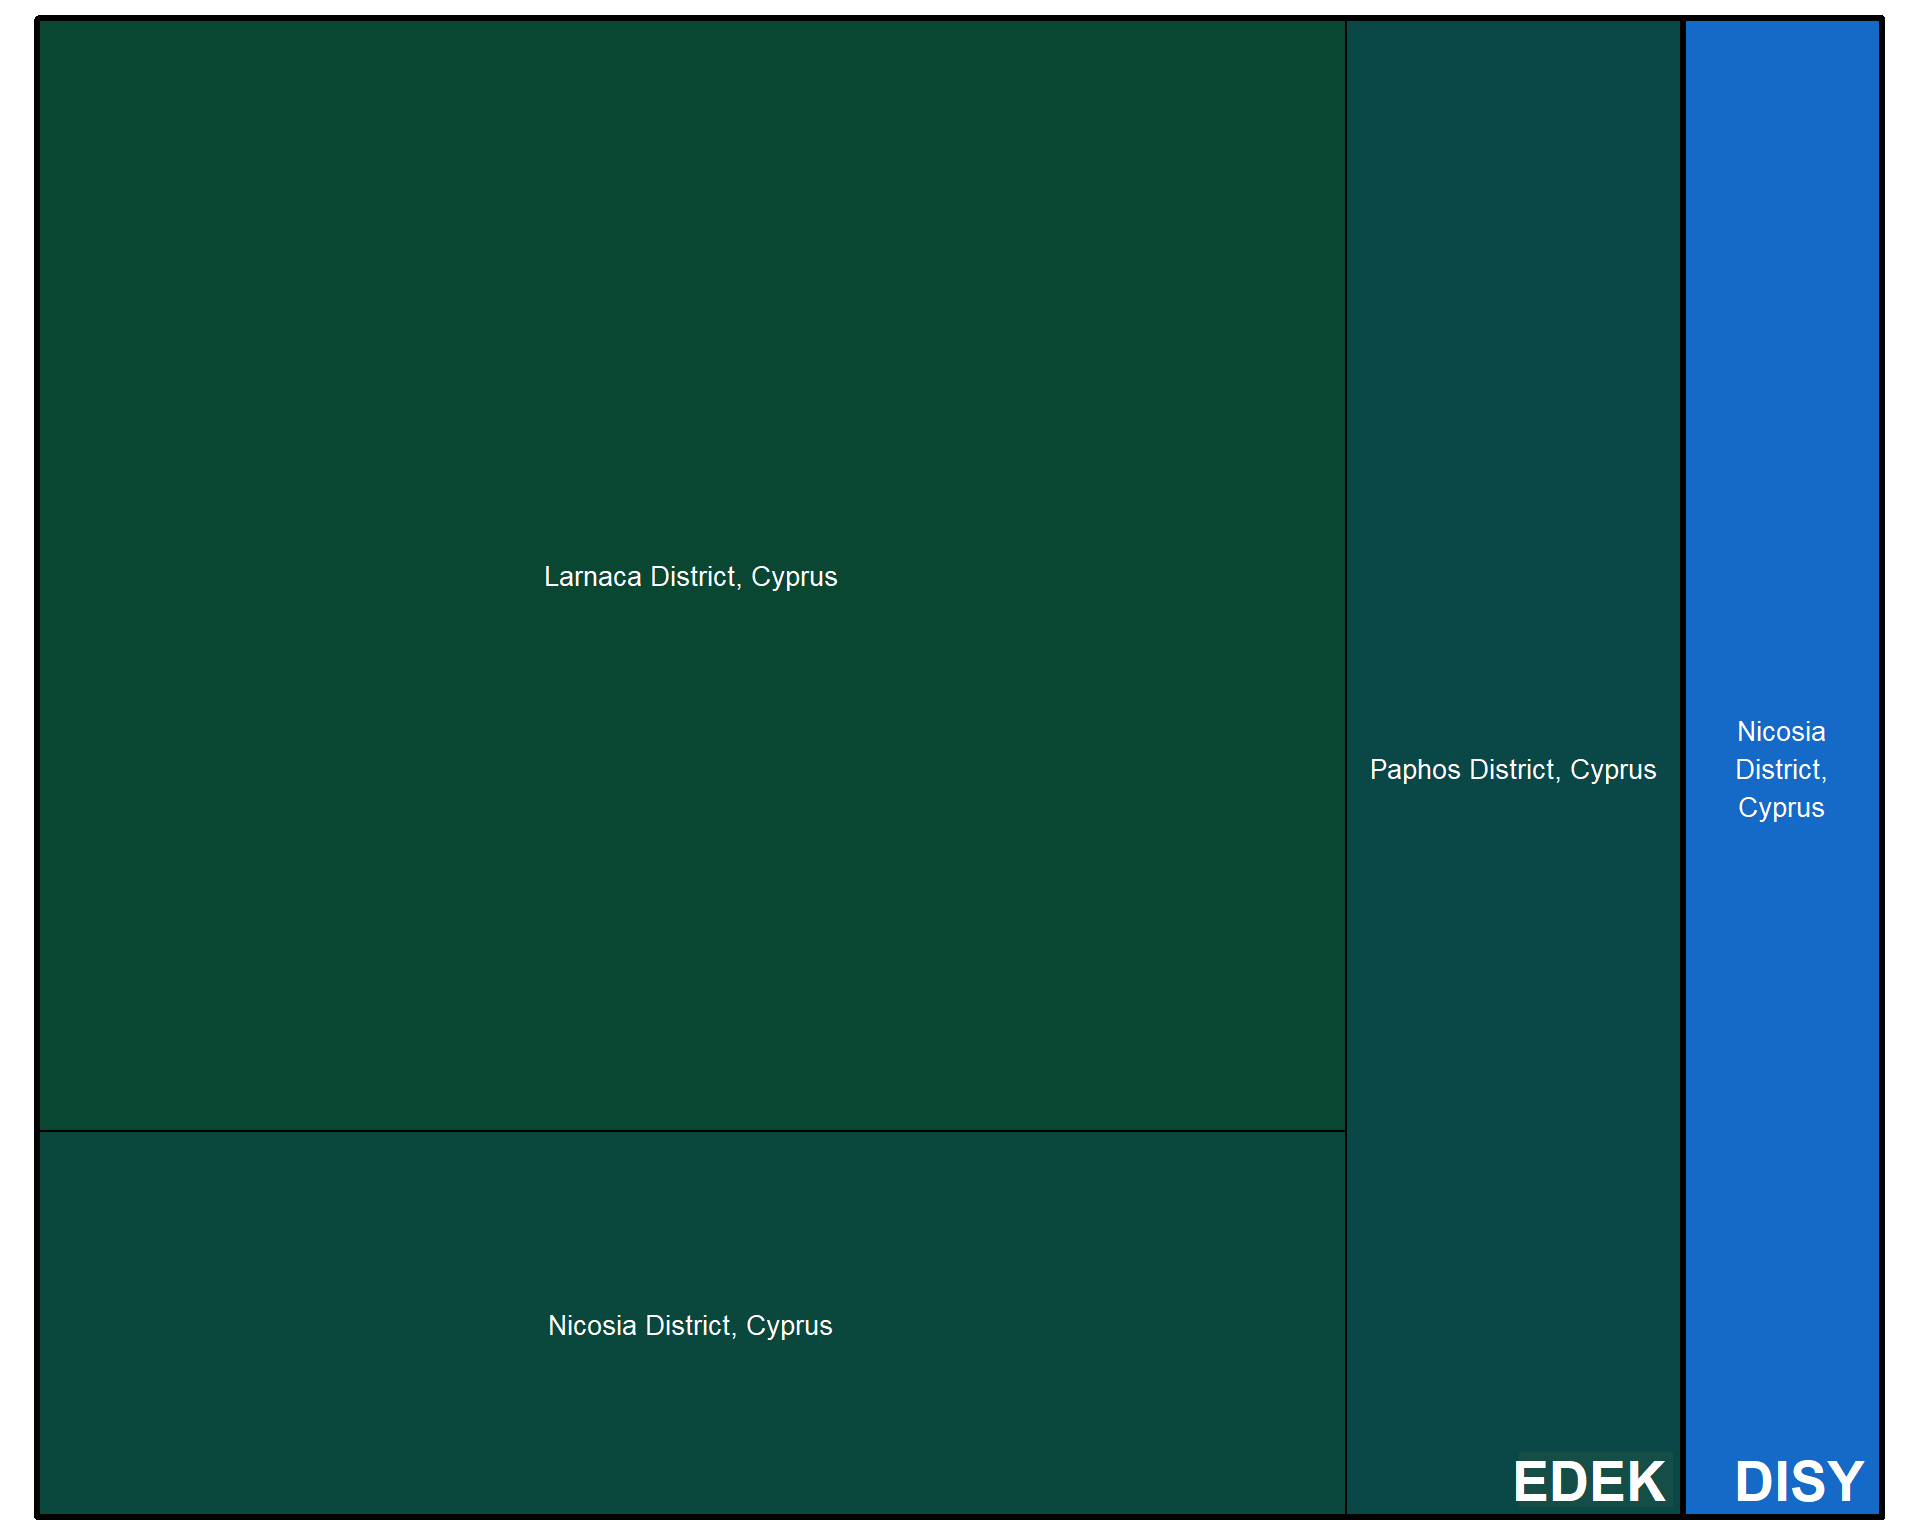 Larnaca District, Cyprus
Paphos District, Cyprus
Nicosia
District,
Cyprus
Nicosia District, Cyprus
EDEK
DISY